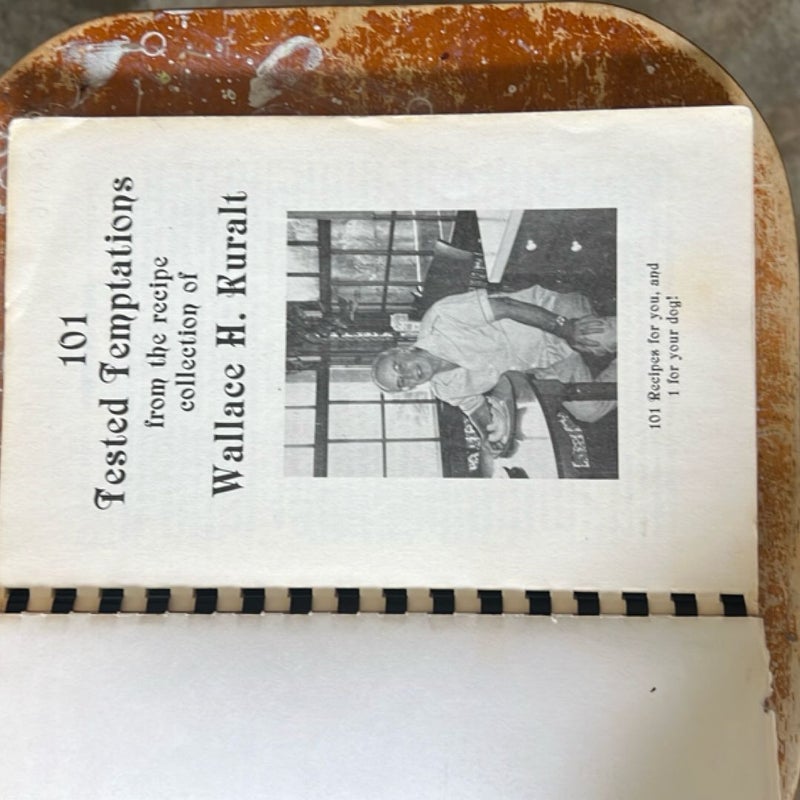 101
Tested Temptations
from the recipe
collection of
Wallace H. Kuralt
101 Recipes for you, and
1 for your dog!